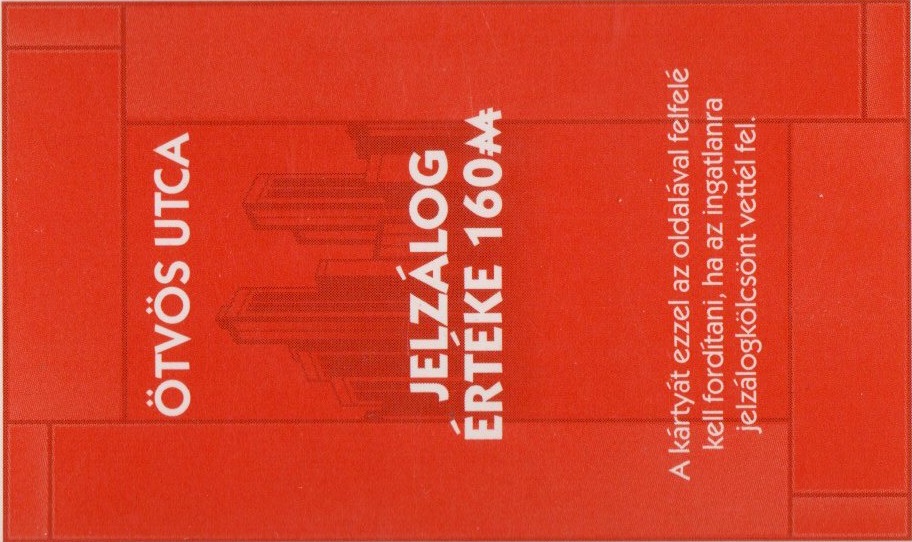 ÖTVÖS UTCA
JELZÁLOG
ÉRTÉKE 160₩
A kártyát ezzel az oldalával felfelé
kell fordítani, ha az ingatlanra
jelzálogkölcsönt vettél fel.